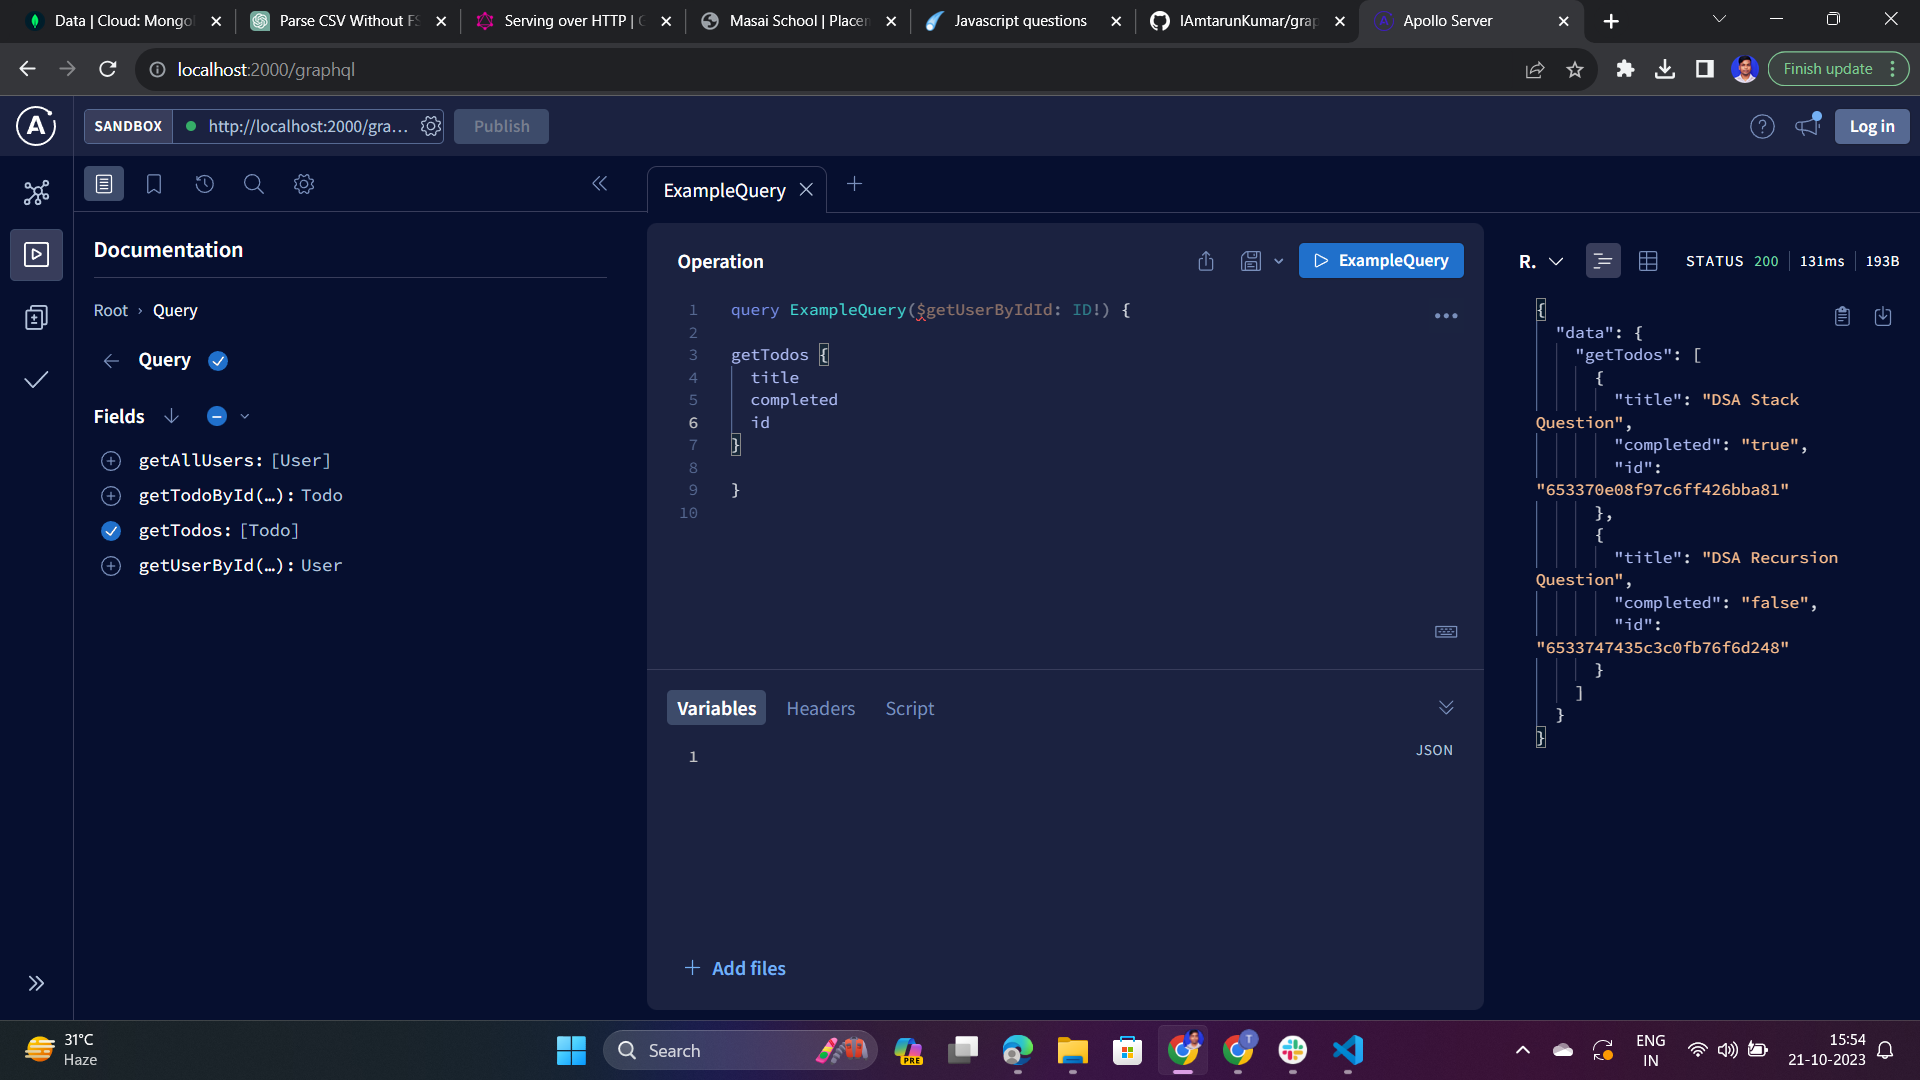 Data | Cloud: Mongo
Parse CSV Without FS
Serving over HTTP | G
Masai School | Placem
Javascript questions
IAmtarunKumar/grap
Apollo Server
localhost:2000/graphql
Finish update
SANDBOX
http://localhost:2000/gra...
Publish
Log in
ExampleQuery
Documentation
Root › Query
Query
Fields
getAllUsers: [User]
getTodoById(…): Todo
getTodos: [Todo]
getUserById(…): User
Operation
ExampleQuery
1 query ExampleQuery($getUserByIdId: ID!) {
2
3 getTodos {
4 title
5 completed
6 id
7 }
8
9 }
10
Variables
Headers
Script
1
JSON
Add files
R.
STATUS 200
131ms
193B
{
"data": {
"getTodos": [
{
"title": "DSA Stack
Question",
"completed": "true",
"id":
"653370e08f97c6ff426bba81"
},
{
"title": "DSA Recursion
Question",
"completed": "false",
"id":
"6533747435c3c0fb76f6d248"
}
]
}
}
31°C
Haze
Search
PRE
T
ENG
IN
15:54
21-10-2023